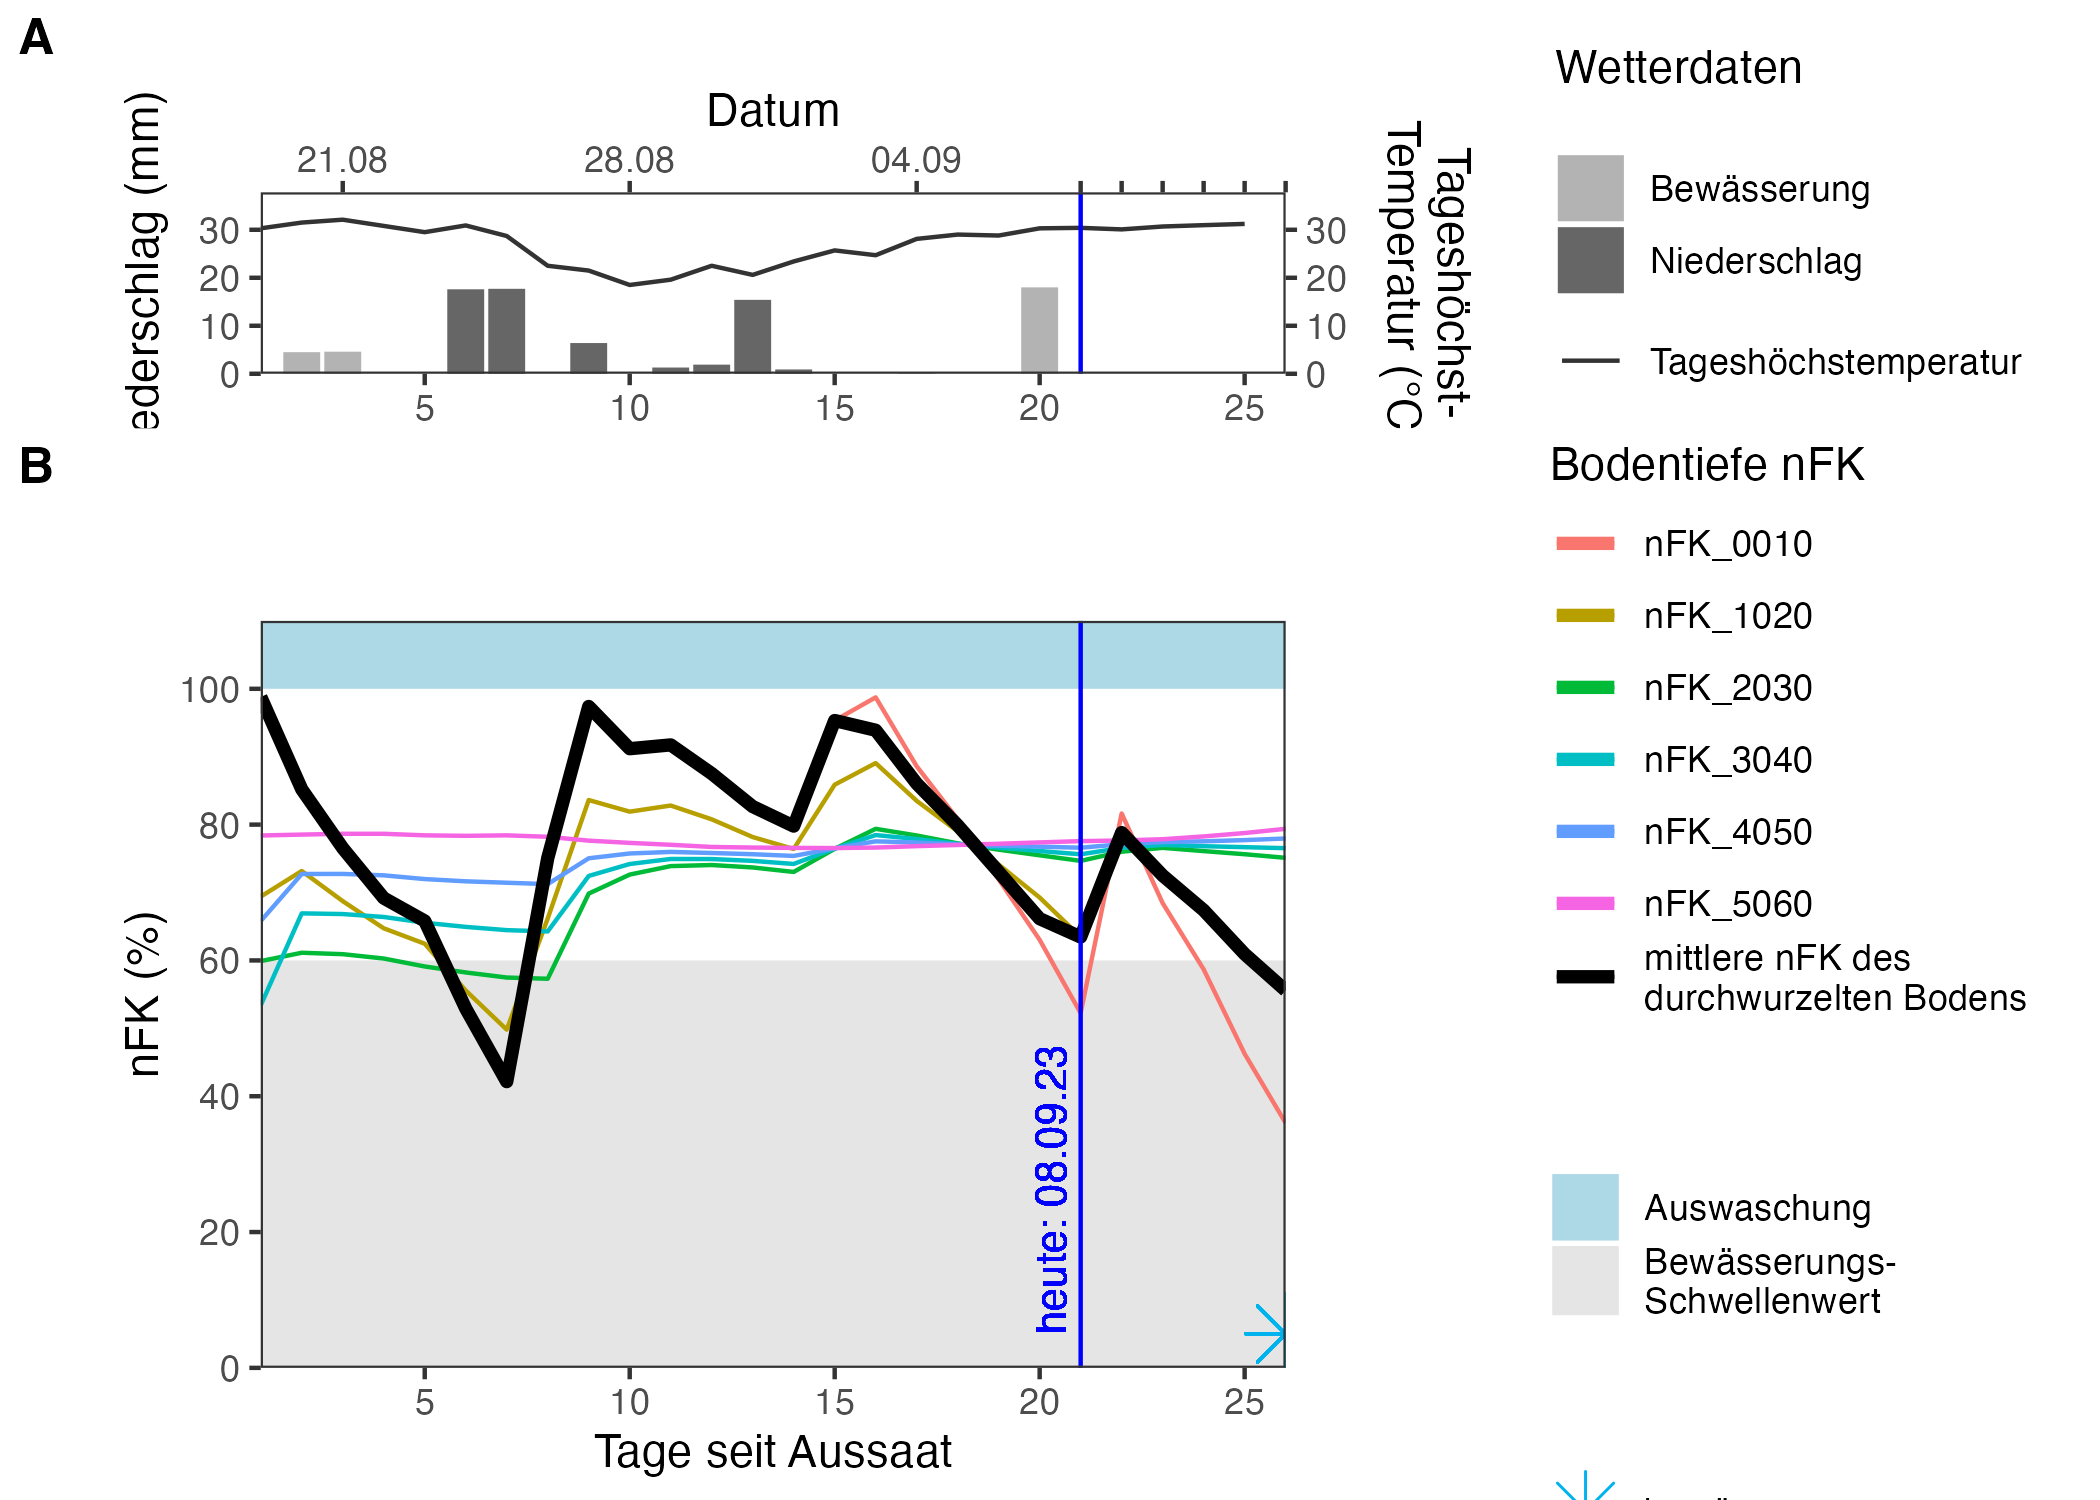 A
Datum
21.08 28.08 04.09
ederschlag (mm)
30
20
10
0
30
20
10
0
Tageshöchst-
Temperatur (°C
5 10 15 20 25
Wetterdaten
Bewässerung
Niederschlag
Tageshöchstemperatur
B
nFK (%)
100
80
60
40
20
0
heute: 08.09.23
5 10 15 20 25
Tage seit Aussaat
Bodentiefe nFK
nFK_0010
nFK_1020
nFK_2030
nFK_3040
nFK_4050
nFK_5060
mittlere nFK des
durchwurzelten Bodens
Auswaschung
Bewässerungs-
Schwellenwert